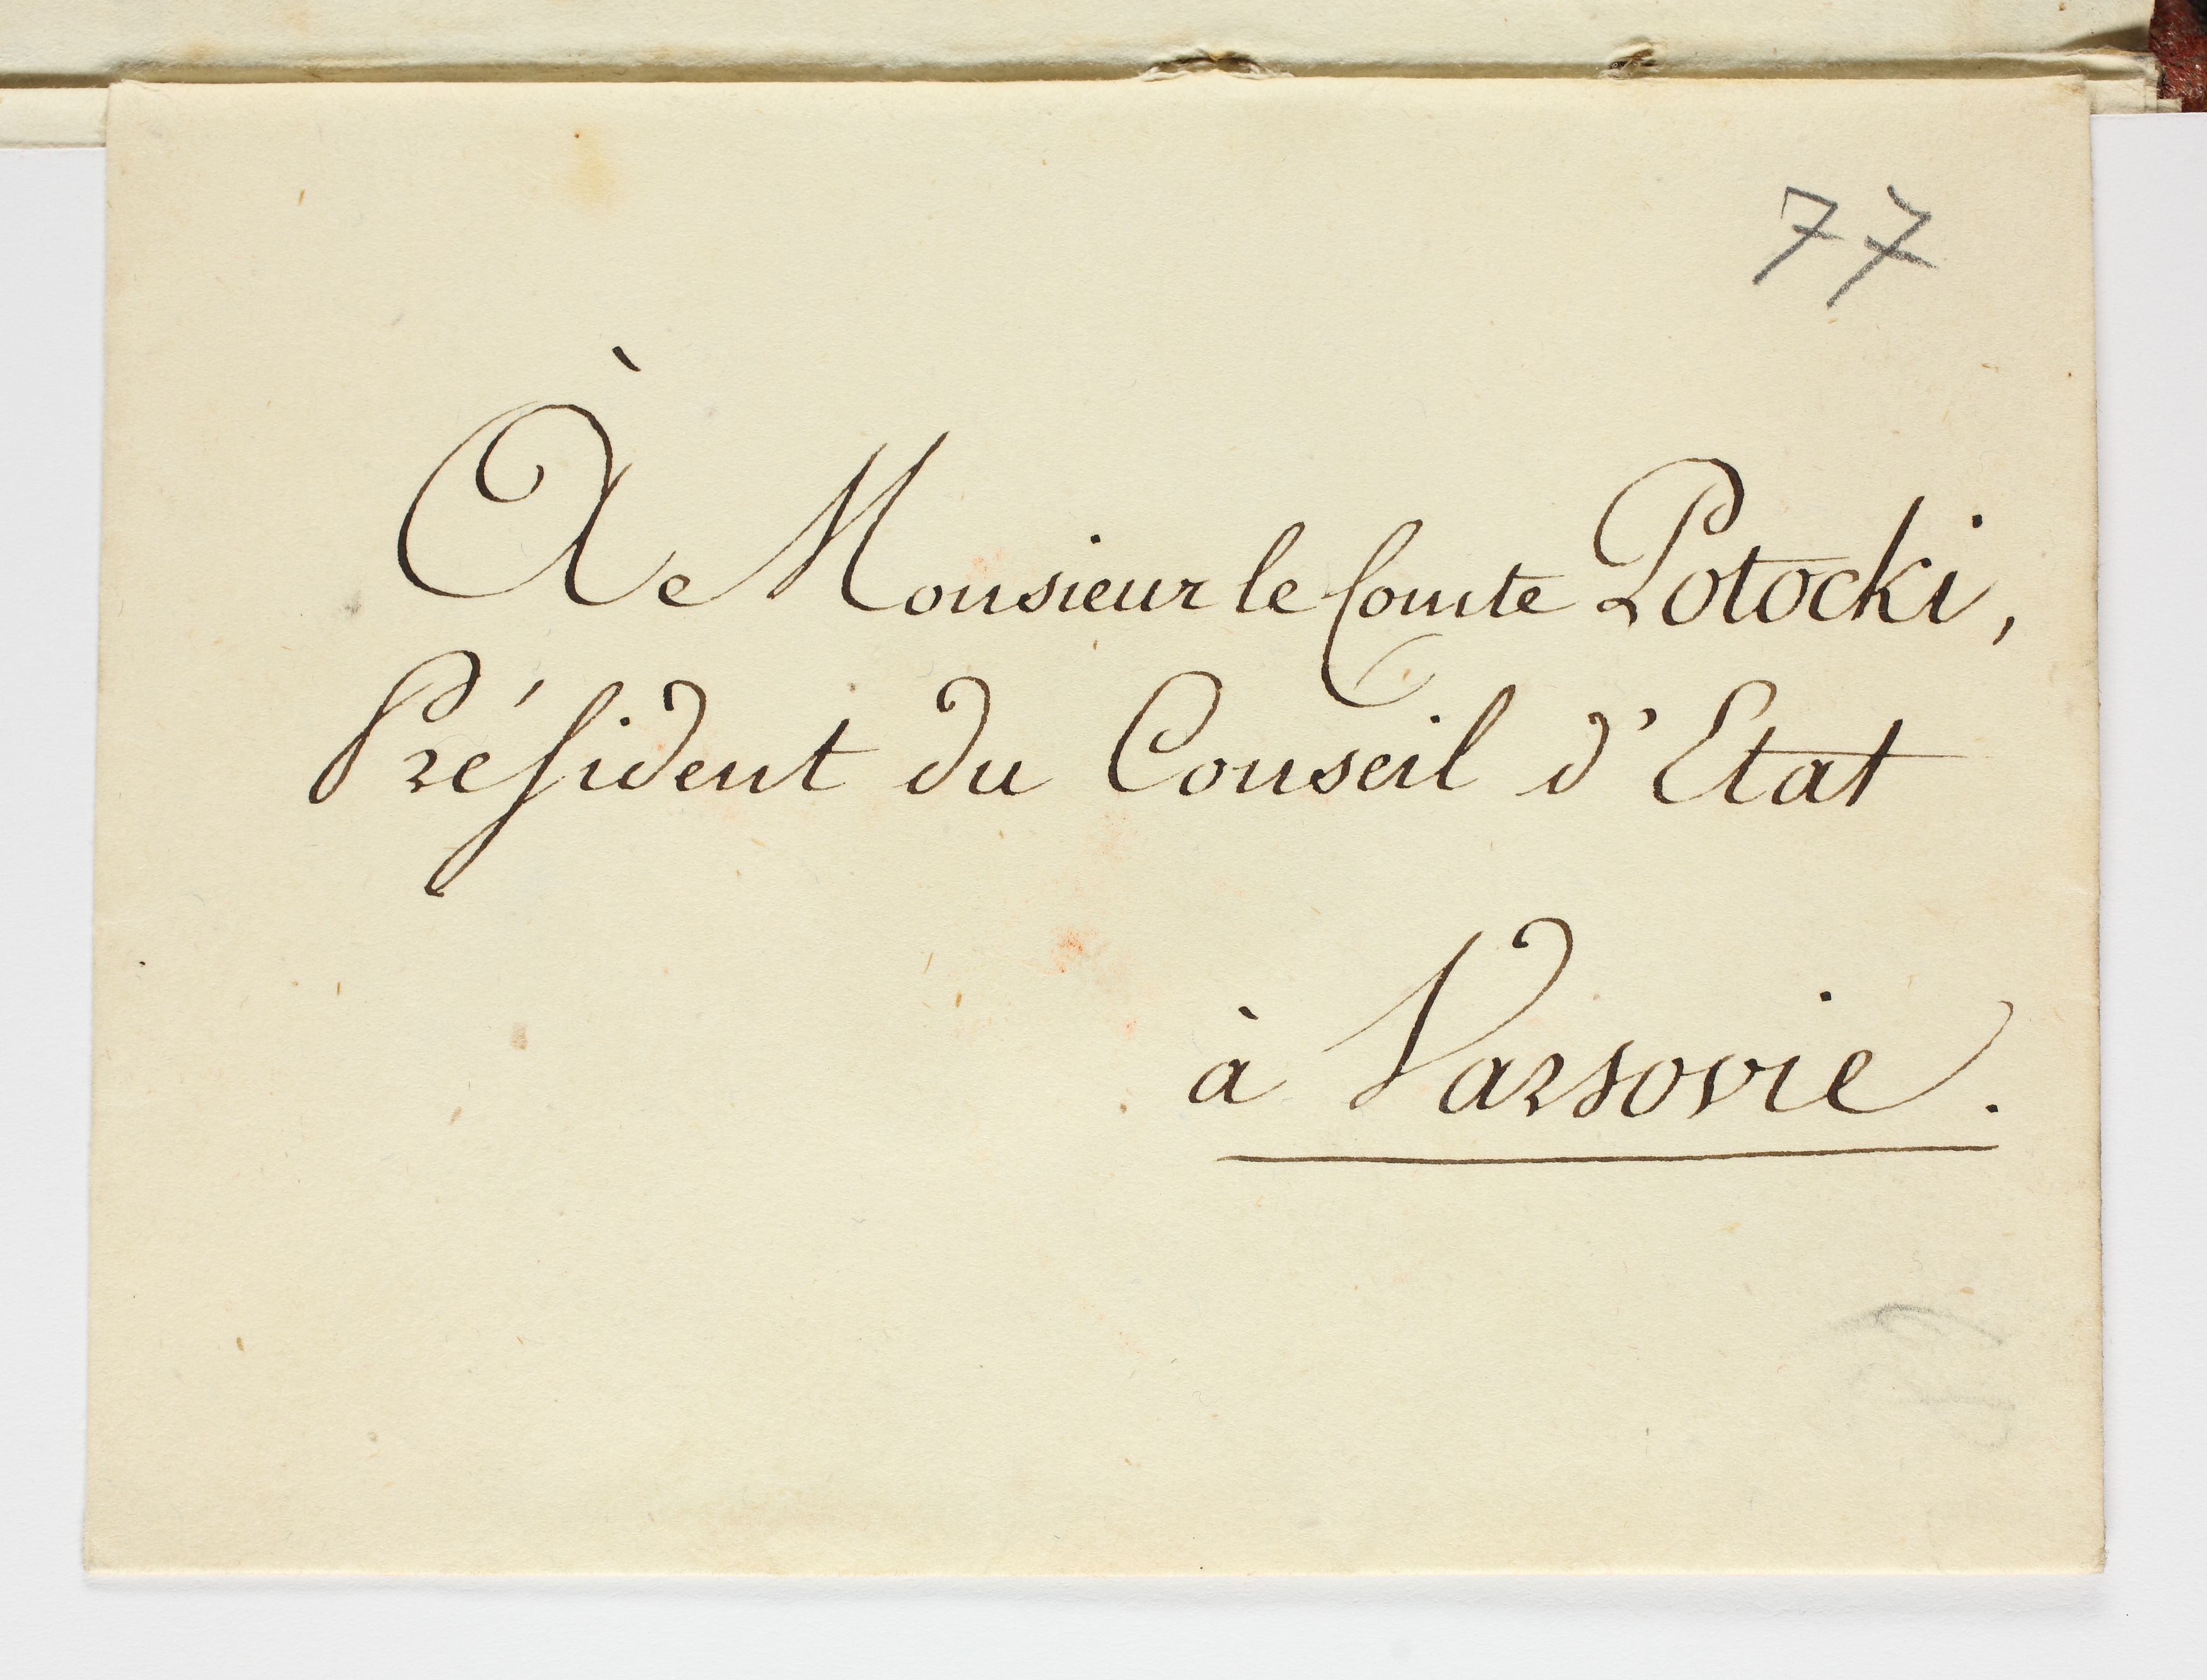 77
À Monsieur le Comte Potocki,
Préſident du Conseil d'Etat
à Varsovie.